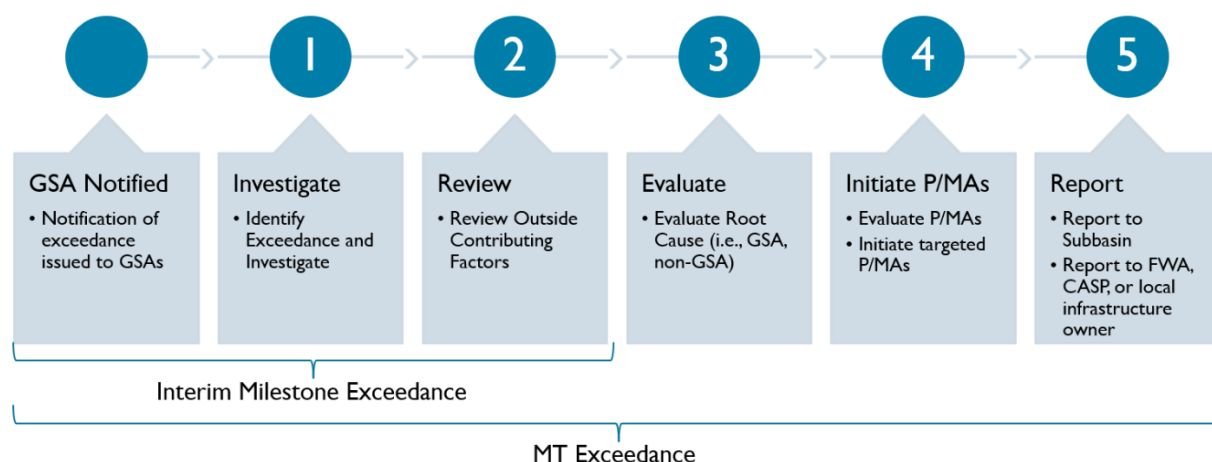 1
2
3
4
5
GSA Notified
• Notification of
exceedance
issued to GSAs
Investigate
• Identify
Exceedance and
Investigate
Review
• Review Outside
Contributing
Factors
Evaluate
• Evaluate Root
Cause (i.e., GSA,
non-GSA)
Initiate P/MAs
• Evaluate P/MAs
• Initiate targeted
P/MAs
Report
• Report to
Subbasin
• Report to FWA,
CASP, or local
infrastructure
owner
Interim Milestone Exceedance
MT Exceedance